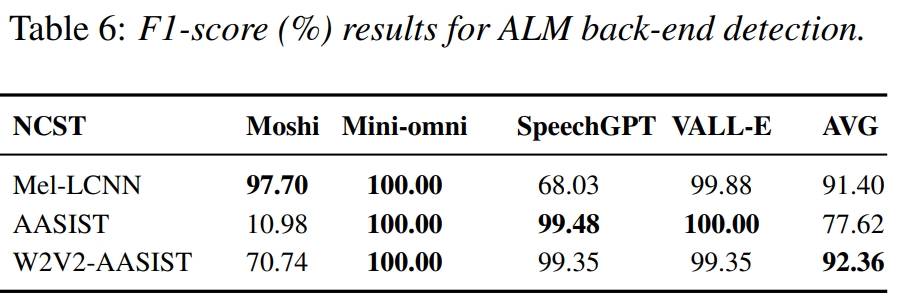 Table 6: F1-score (%) results for ALM back-end detection.
NCST Moshi Mini-omni SpeechGPT VALL-E AVG
Mel-LCNN 97.70 100.00 68.03 99.88 91.40
AASIST 10.98 100.00 99.48 100.00 77.62
W2V2-AASIST 70.74 100.00 99.35 99.35 92.36